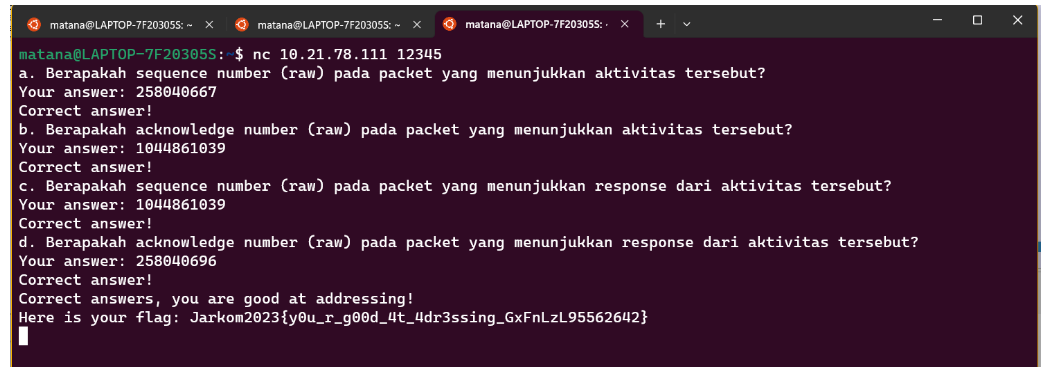 matana@LAPTOP-7F20305S: ~
matana@LAPTOP-7F20305S: ~
matana@LAPTOP-7F20305S: ·
matana@LAPTOP-7F20305S:~$ nc 10.21.78.111 12345
a. Berapakah sequence number (raw) pada packet yang menunjukkan aktivitas tersebut?
Your answer: 258040667
Correct answer!
b. Berapakah acknowledge number (raw) pada packet yang menunjukkan aktivitas tersebut?
Your answer: 1044861039
Correct answer!
c. Berapakah sequence number (raw) pada packet yang menunjukkan response dari aktivitas tersebut?
Your answer: 1044861039
Correct answer!
d. Berapakah acknowledge number (raw) pada packet yang menunjukkan response dari aktivitas tersebut?
Your answer: 258040696
Correct answer!
Correct answers, you are good at addressing!
Here is your flag: Jarkom2023{y0u_r_g00d_4t_4dr3ssing_GxFnLzL95562642}